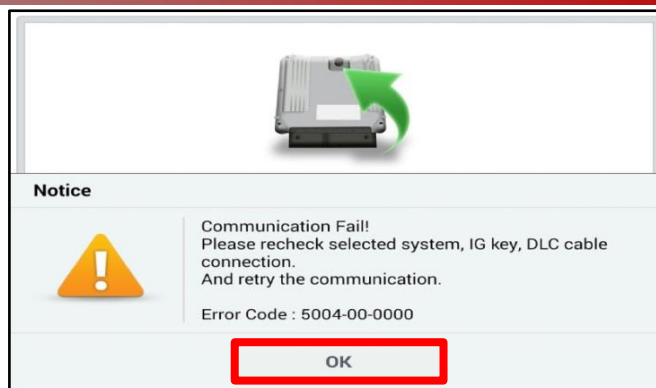 Notice
Communication Fail!
Please recheck selected system, IG key, DLC cable
connection.
And retry the communication.
Error Code : 5004-00-0000
OK